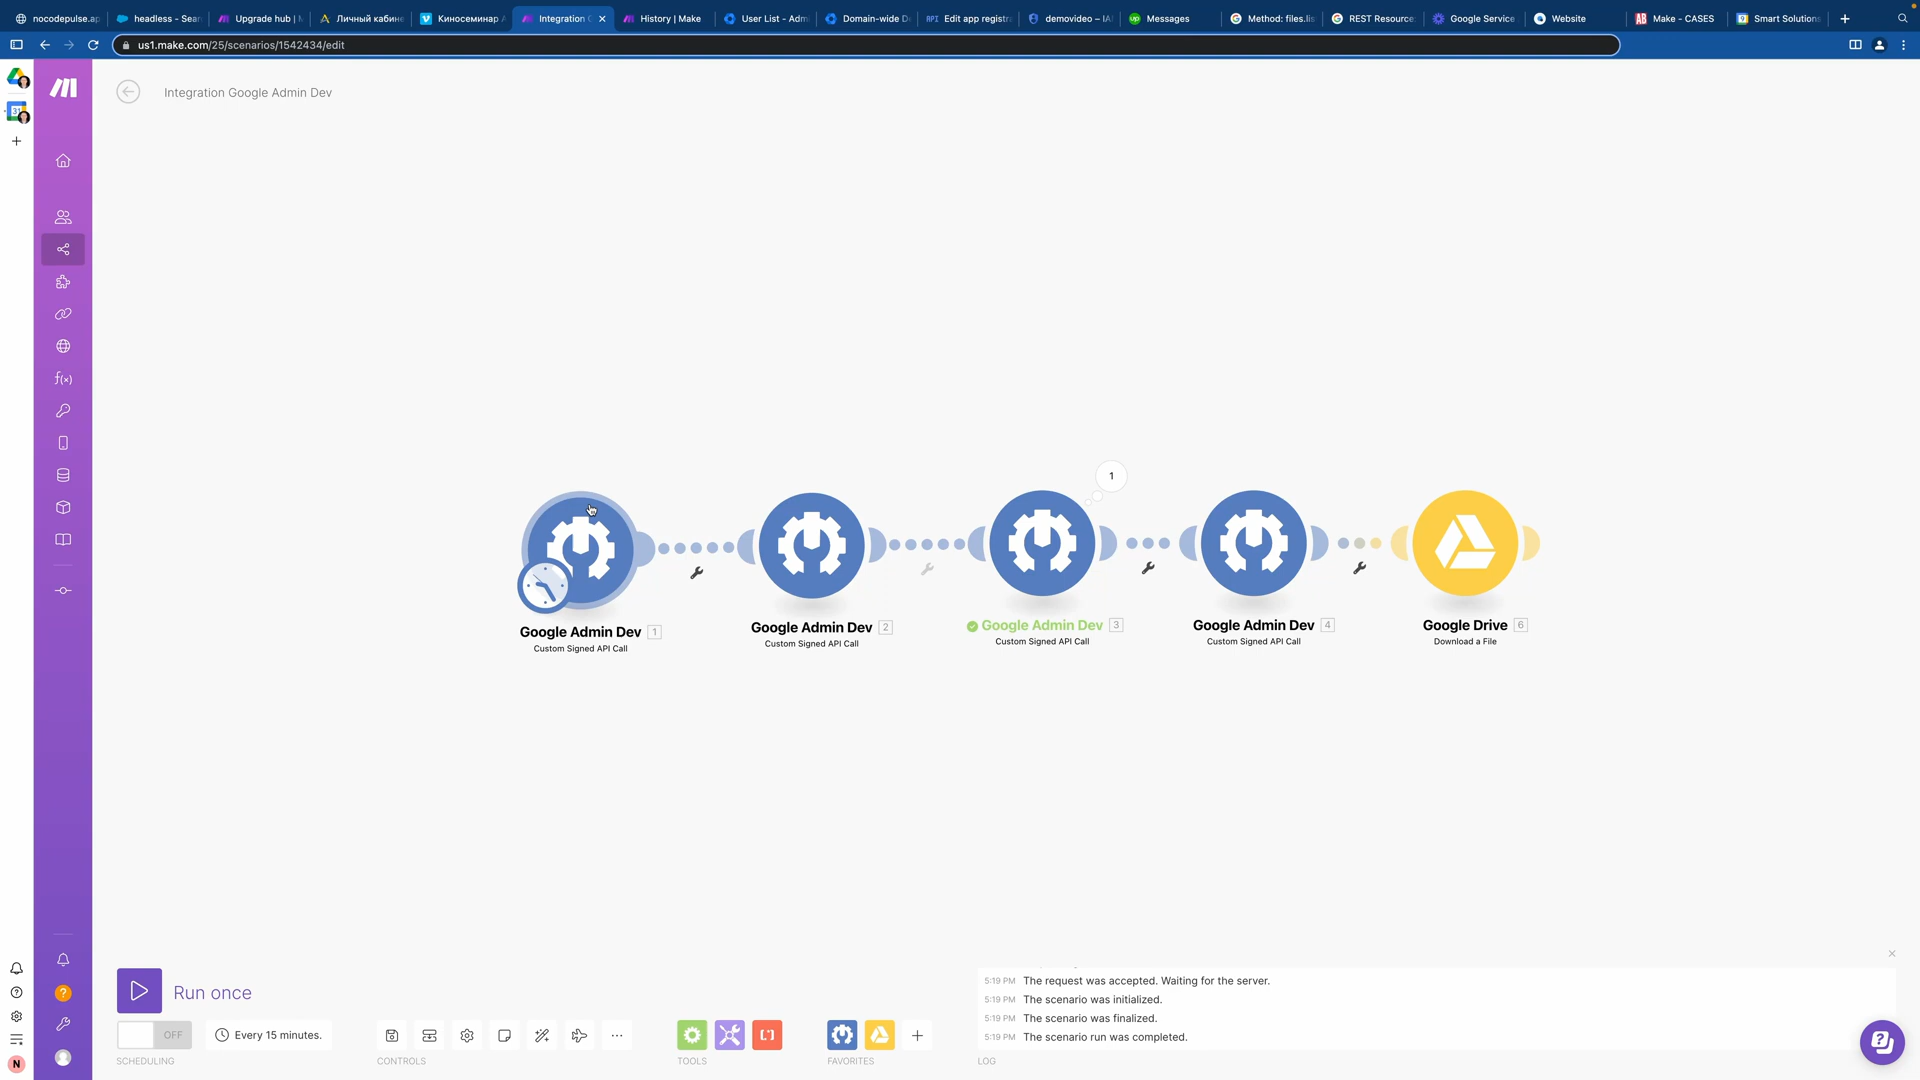 nocodepulse.ap
headless - Sea
Upgrade hub | M
Личный кабине
Киносеминар
Integration
History | Make
User List - Adm
Domain-wide D
Edit app registr
demovideo – IA
Messages
Method: files.lis
REST Resource:
Google Service
Website
Make - CASES
Smart Solutions
us1.make.com/25/scenarios/1542434/edit
Integration Google Admin Dev
1
Google Admin Dev 1
Custom Signed API Call
Google Admin Dev 2
Custom Signed API Call
Google Admin Dev 3
Custom Signed API Call
Google Admin Dev 4
Custom Signed API Call
Google Drive 6
Download a File
Run once
OFF
Every 15 minutes.
SCHEDULING
CONTROLS
TOOLS
FAVORITES
5:19 PM The request was accepted. Waiting for the server.
5:19 PM The scenario was initialized.
5:19 PM The scenario was finalized.
5:19 PM The scenario run was completed.
LOG
N